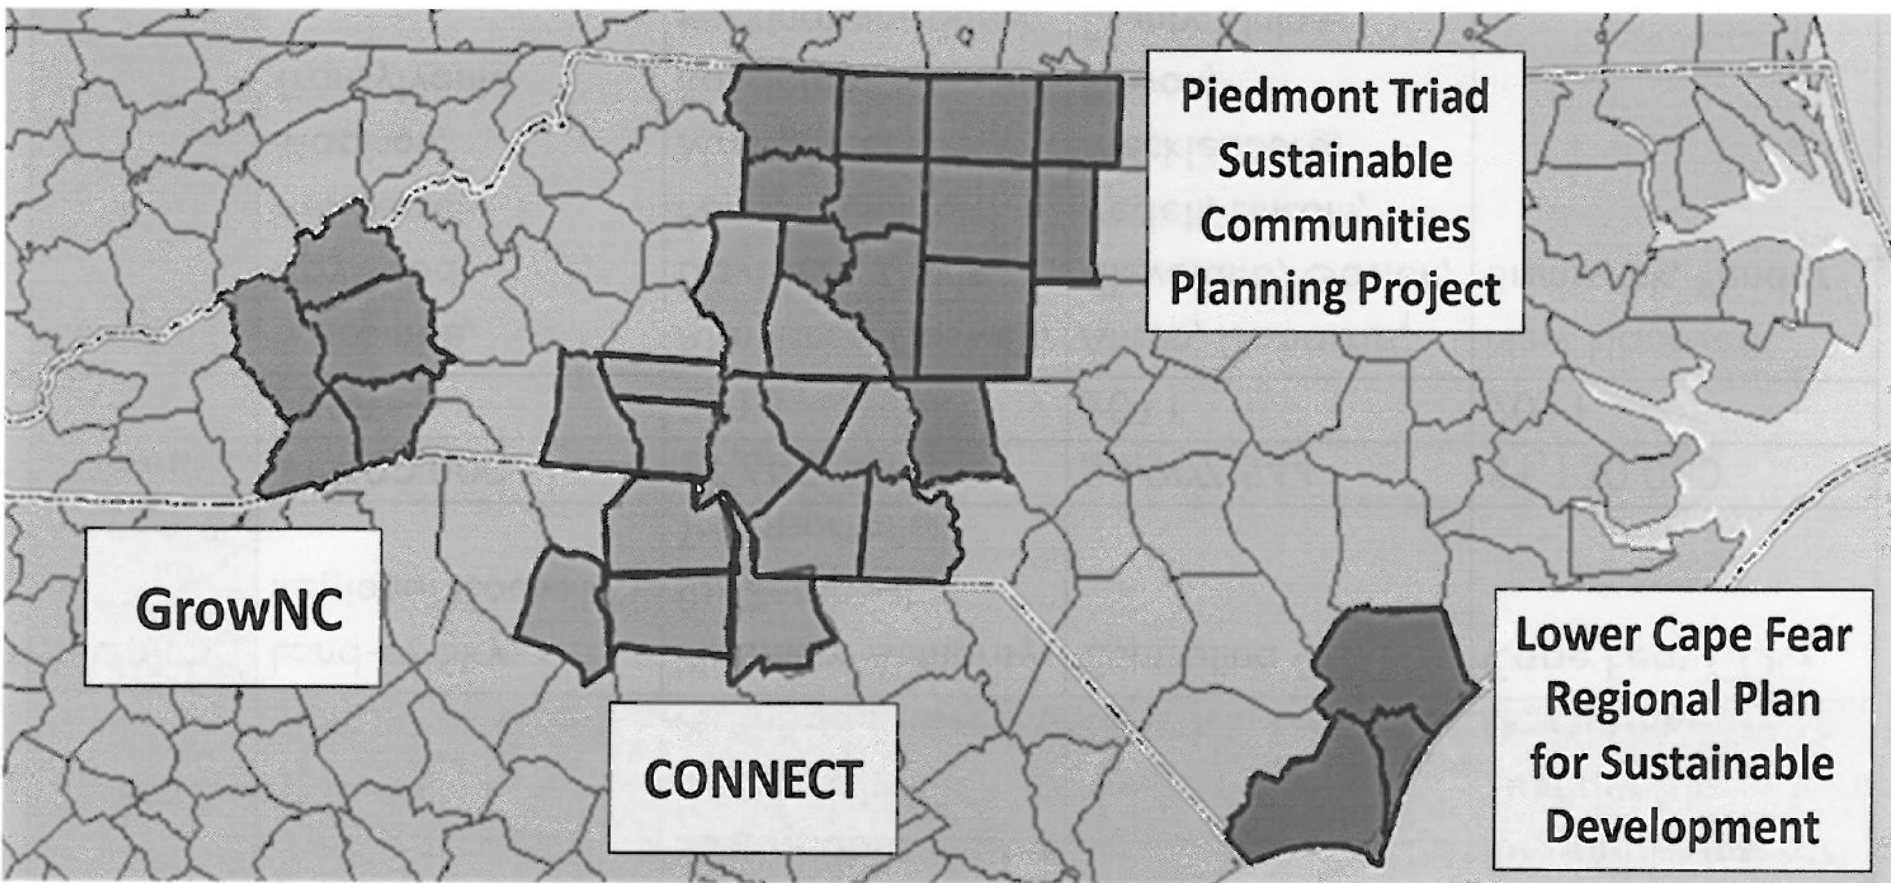 Piedmont Triad
Sustainable
Communities
Planning Project
GrowNC
CONNECT
Lower Cape Fear
Regional Plan
for Sustainable
Development